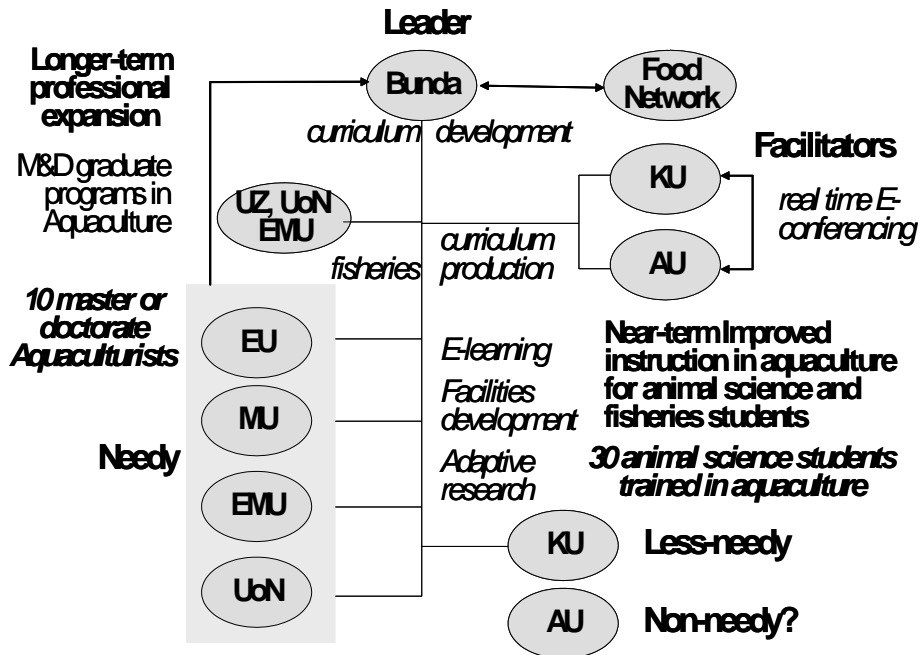 Leader
Longer-term
professional
expansion
Bunda
Food
Network
curriculum development
M&D graduate
programs in
Aquaculture
Facilitators
KU
real time E-
conferencing
UZ, UoN
EMU
curriculum
production
AU
fisheries
10 master or
doctorate
Aquaculturists
EU
E-learning
Facilities
development
Adaptive
research
Near-term Improved
instruction in aquaculture
for animal science and
fisheries students
MU
Needy
30 animal science students
trained in aquaculture
EMU
KU
Less-needy
UoN
AU
Non-needy?